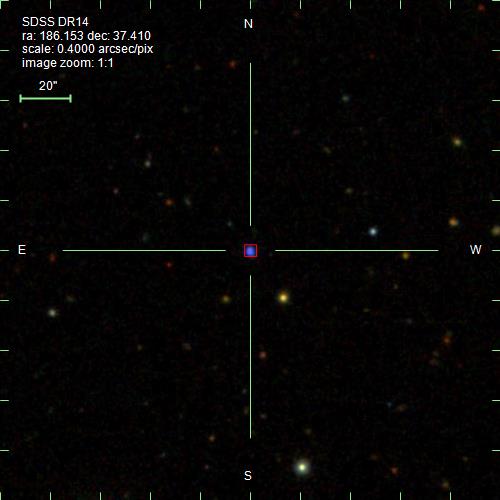 SDSS DR14
ra: 186.153 dec: 37.410
scale: 0.4000 arcsec/pix
image zoom: 1:1
20"
N
E
W
S